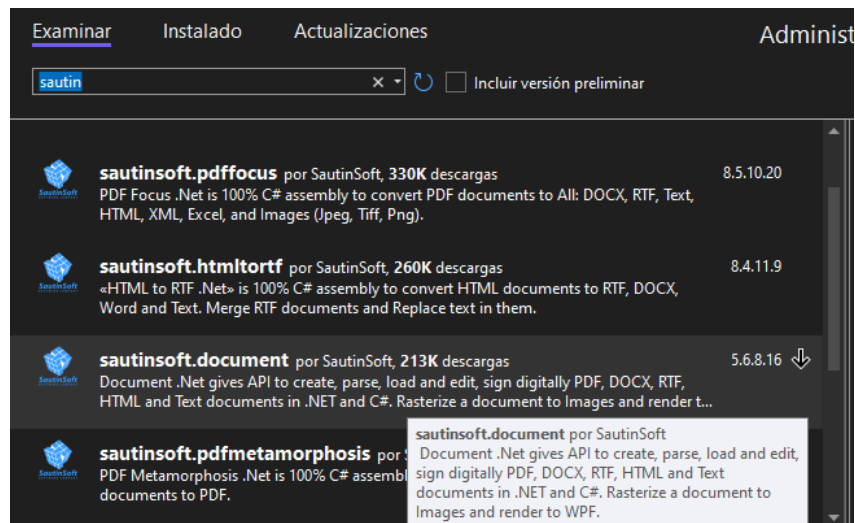 Examinar Instalado Actualizaciones Administ
sautin Incluir versión preliminar
sautinsoft.pdffocus por SautinSoft, 330K descargas 8.5.10.20
PDF Focus .Net is 100% C# assembly to convert PDF documents to All: DOCX, RTF, Text,
HTML, XML, Excel, and Images (Jpeg, Tiff, Png).
SautinSoft
sautinsoft.htmltortf por SautinSoft, 260K descargas 8.4.11.9
«HTML to RTF .Net» is 100% C# assembly to convert HTML documents to RTF, DOCX,
Word and Text. Merge RTF documents and Replace text in them.
SautinSoft
sautinsoft.document por SautinSoft, 213K descargas 5.6.8.16
Document .Net gives API to create, parse, load and edit, sign digitally PDF, DOCX, RTF,
HTML and Text documents in .NET and C#. Rasterize a document to Images and render t...
SautinSoft
sautinsoft.pdfmetamorphosis por S
PDF Metamorphosis .Net is 100% C# assembl
documents to PDF.
SautinSoft
sautinsoft.document por SautinSoft
Document .Net gives API to create, parse, load and edit,
sign digitally PDF, DOCX, RTF, HTML and Text
documents in .NET and C#. Rasterize a document to
Images and render to WPF.